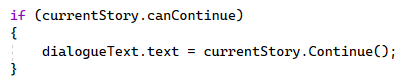 if (currentStory.canContinue)
{
    dialogueText.text = currentStory.Continue();
}